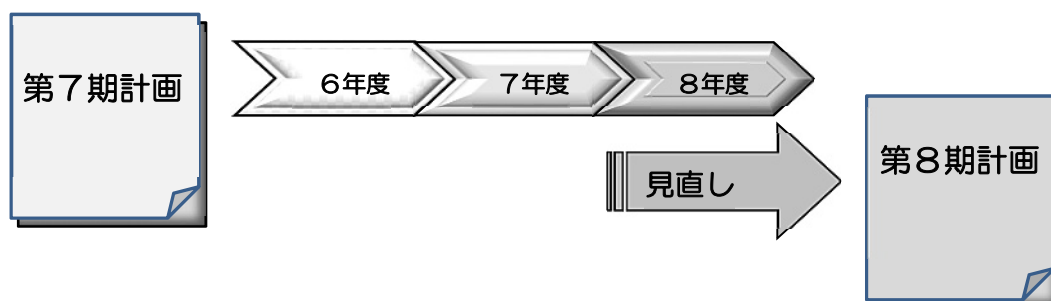 第７期計画
６年度
７年度
８年度
見直し
第８期計画